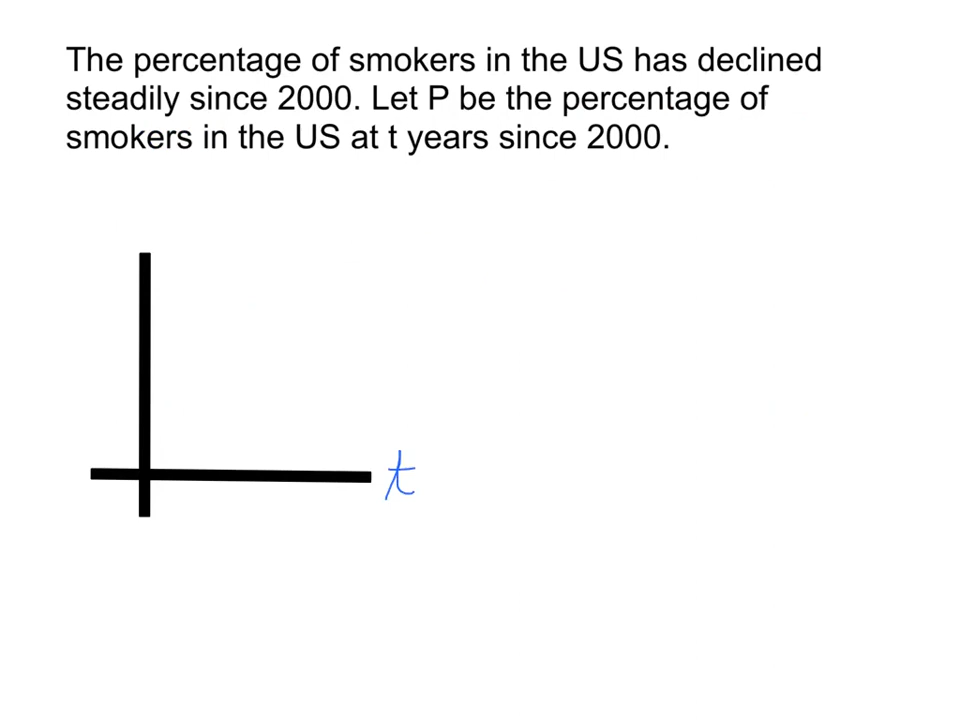 The percentage of smokers in the US has declined
steadily since 2000. Let P be the percentage of
smokers in the US at t years since 2000.
t